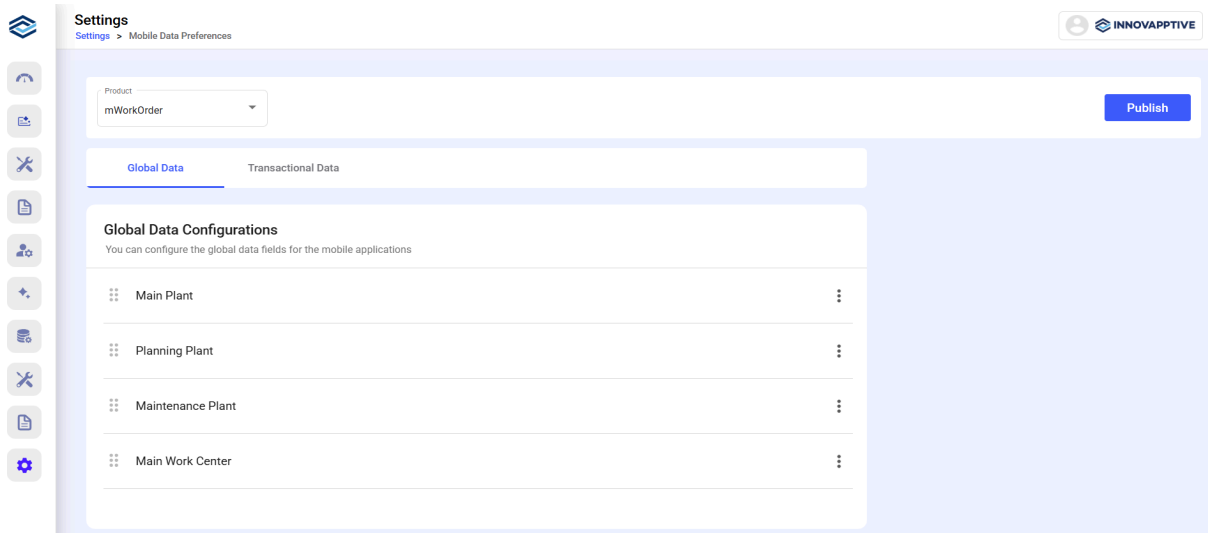 Settings
Settings > Mobile Data Preferences
INNOVAPPTIVE
Product
mWorkOrder
Publish
Global Data
Transactional Data
Global Data Configurations
You can configure the global data fields for the mobile applications
Main Plant
Planning Plant
Maintenance Plant
Main Work Center